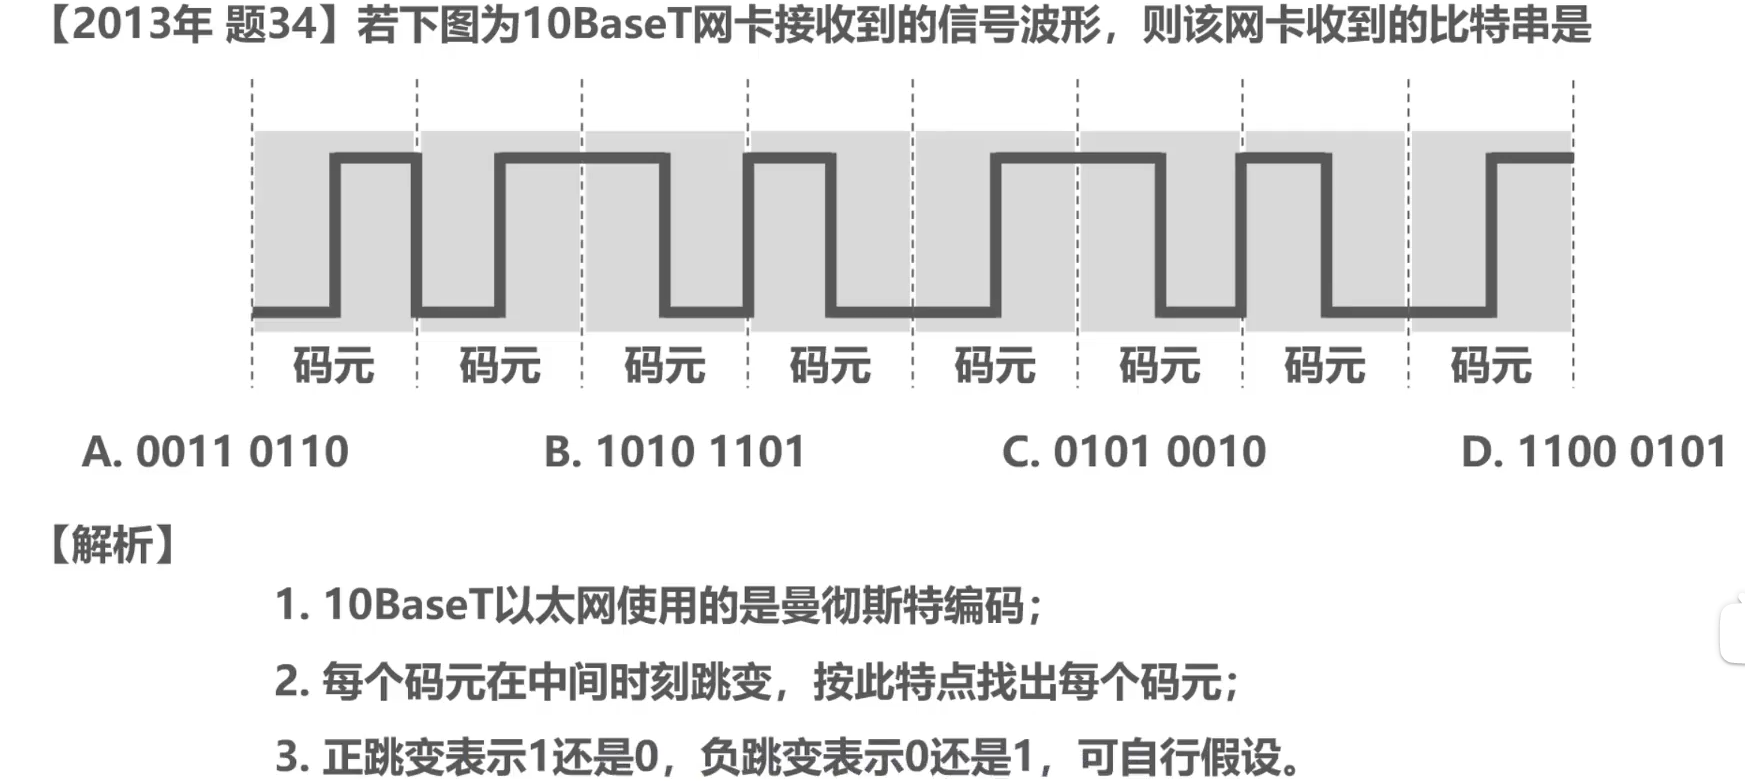 【2013年 题34】若下图为10BaseT网卡接收到的信号波形，则该网卡收到的比特串是
码元 码元 码元 码元 码元 码元 码元 码元
A. 0011 0110 B. 1010 1101 C. 0101 0010 D. 1100 0101
【解析】
1. 10BaseT以太网使用的是曼彻斯特编码；
2. 每个码元在中间时刻跳变，按此特点找出每个码元；
3. 正跳变表示1还是0，负跳变表示0还是1，可自行假设。